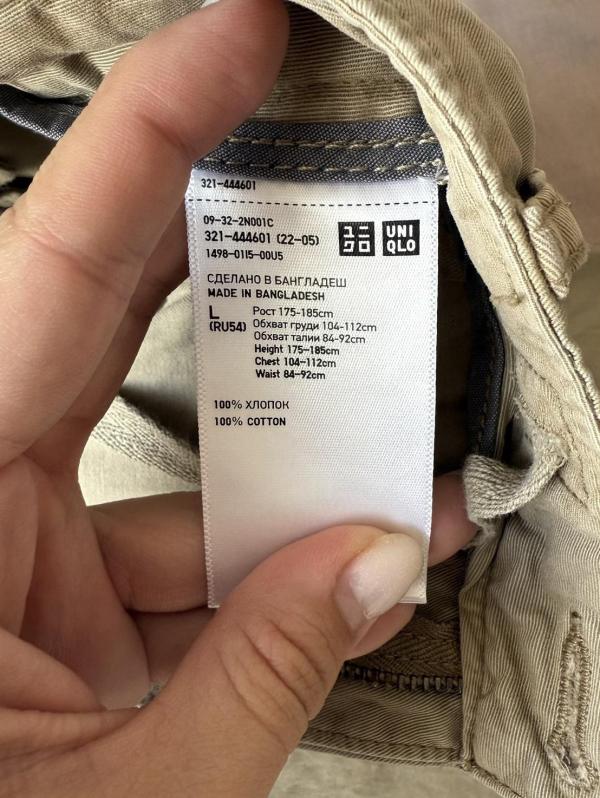 321-444601
09-32-2N001C
321-444601 (22-05)
1498-0115-00U5
ユニ
クロ
UNI
QLO
СДЕЛАНО В БАНГЛАДЕШ
MADE IN BANGLADESH
L
(RU54)
Рост 175-185cm
Обхват груди 104-112cm
Обхват талии 84-92cm
Height 175-185cm
Chest 104-112cm
Waist 84-92cm
100% ХЛОПОК
100% COTTON